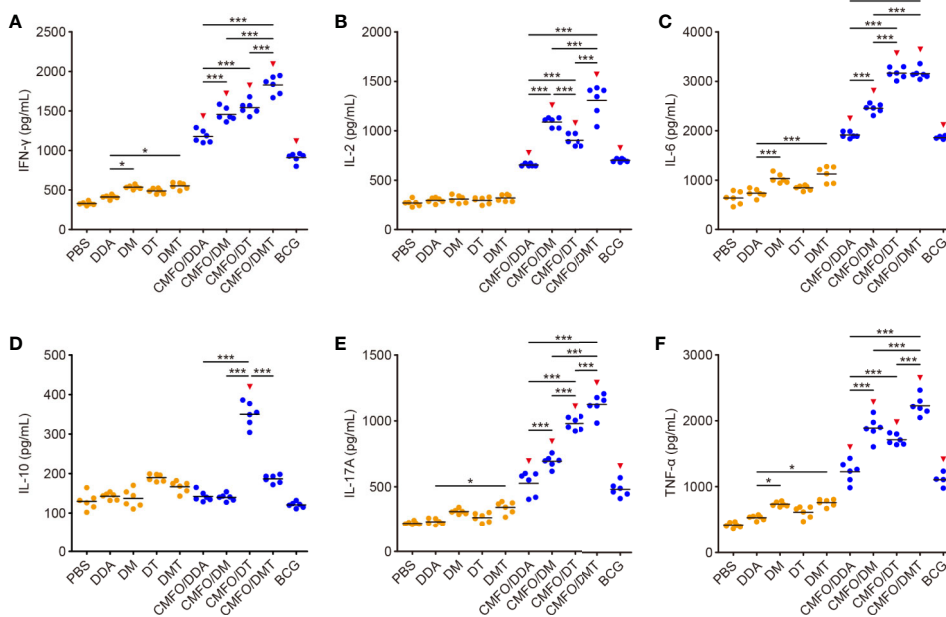 A
IFN-γ (pg/mL)
2500
2000
1500
1000
500
0
***
***
***
***
***
***
*
*
PBS
DDA
DM
DT
DMT
CMFO/DDA
CMFO/DM
CMFO/DT
CMFO/DMT
BCG
B
IL-2 (pg/mL)
2000
1500
1000
500
0
***
***
***
***
*** ***
PBS
DDA
DM
DT
DMT
CMFO/DDA
CMFO/DM
CMFO/DT
CMFO/DMT
BCG
C
IL-6 (pg/mL)
4000
3000
2000
1000
0
***
***
***
***
***
***
PBS
DDA
DM
DT
DMT
CMFO/DDA
CMFO/DM
CMFO/DT
CMFO/DMT
BCG
D
IL-10 (pg/mL)
400
300
200
100
0
***
*** ***
PBS
DDA
DM
DT
DMT
CMFO/DDA
CMFO/DM
CMFO/DT
CMFO/DMT
BCG
E
IL-17A (pg/mL)
1500
1000
500
0
***
***
***
***
***
***
*
PBS
DDA
DM
DT
DMT
CMFO/DDA
CMFO/DM
CMFO/DT
CMFO/DMT
BCG
F
TNF-α (pg/mL)
3000
2000
1000
0
***
***
***
***
***
*
*
PBS
DDA
DM
DT
DMT
CMFO/DDA
CMFO/DM
CMFO/DT
CMFO/DMT
BCG